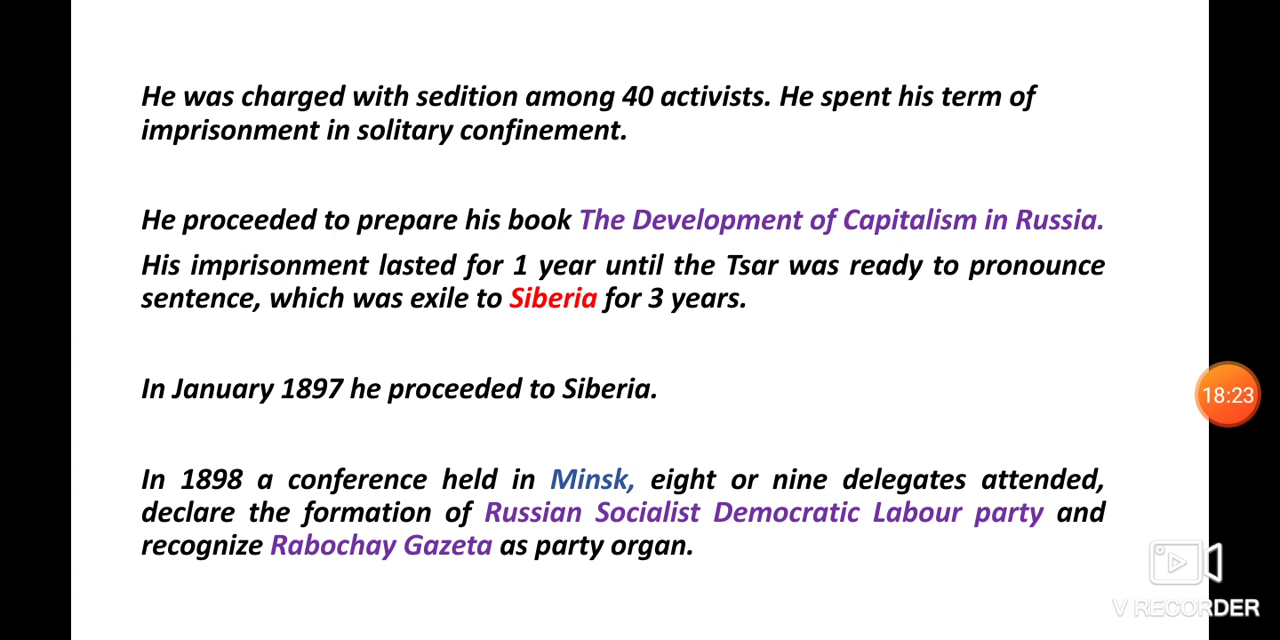 He was charged with sedition among 40 activists. He spent his term of
imprisonment in solitary confinement.
He proceeded to prepare his book The Development of Capitalism in Russia.
His imprisonment lasted for 1 year until the Tsar was ready to pronounce
sentence, which was exile to Siberia for 3 years.
In January 1897 he proceeded to Siberia.
18:23
In 1898 a conference held in Minsk, eight or nine delegates attended,
declare the formation of Russian Socialist Democratic Labour party and
recognize Rabochay Gazeta as party organ.
V RECORDER